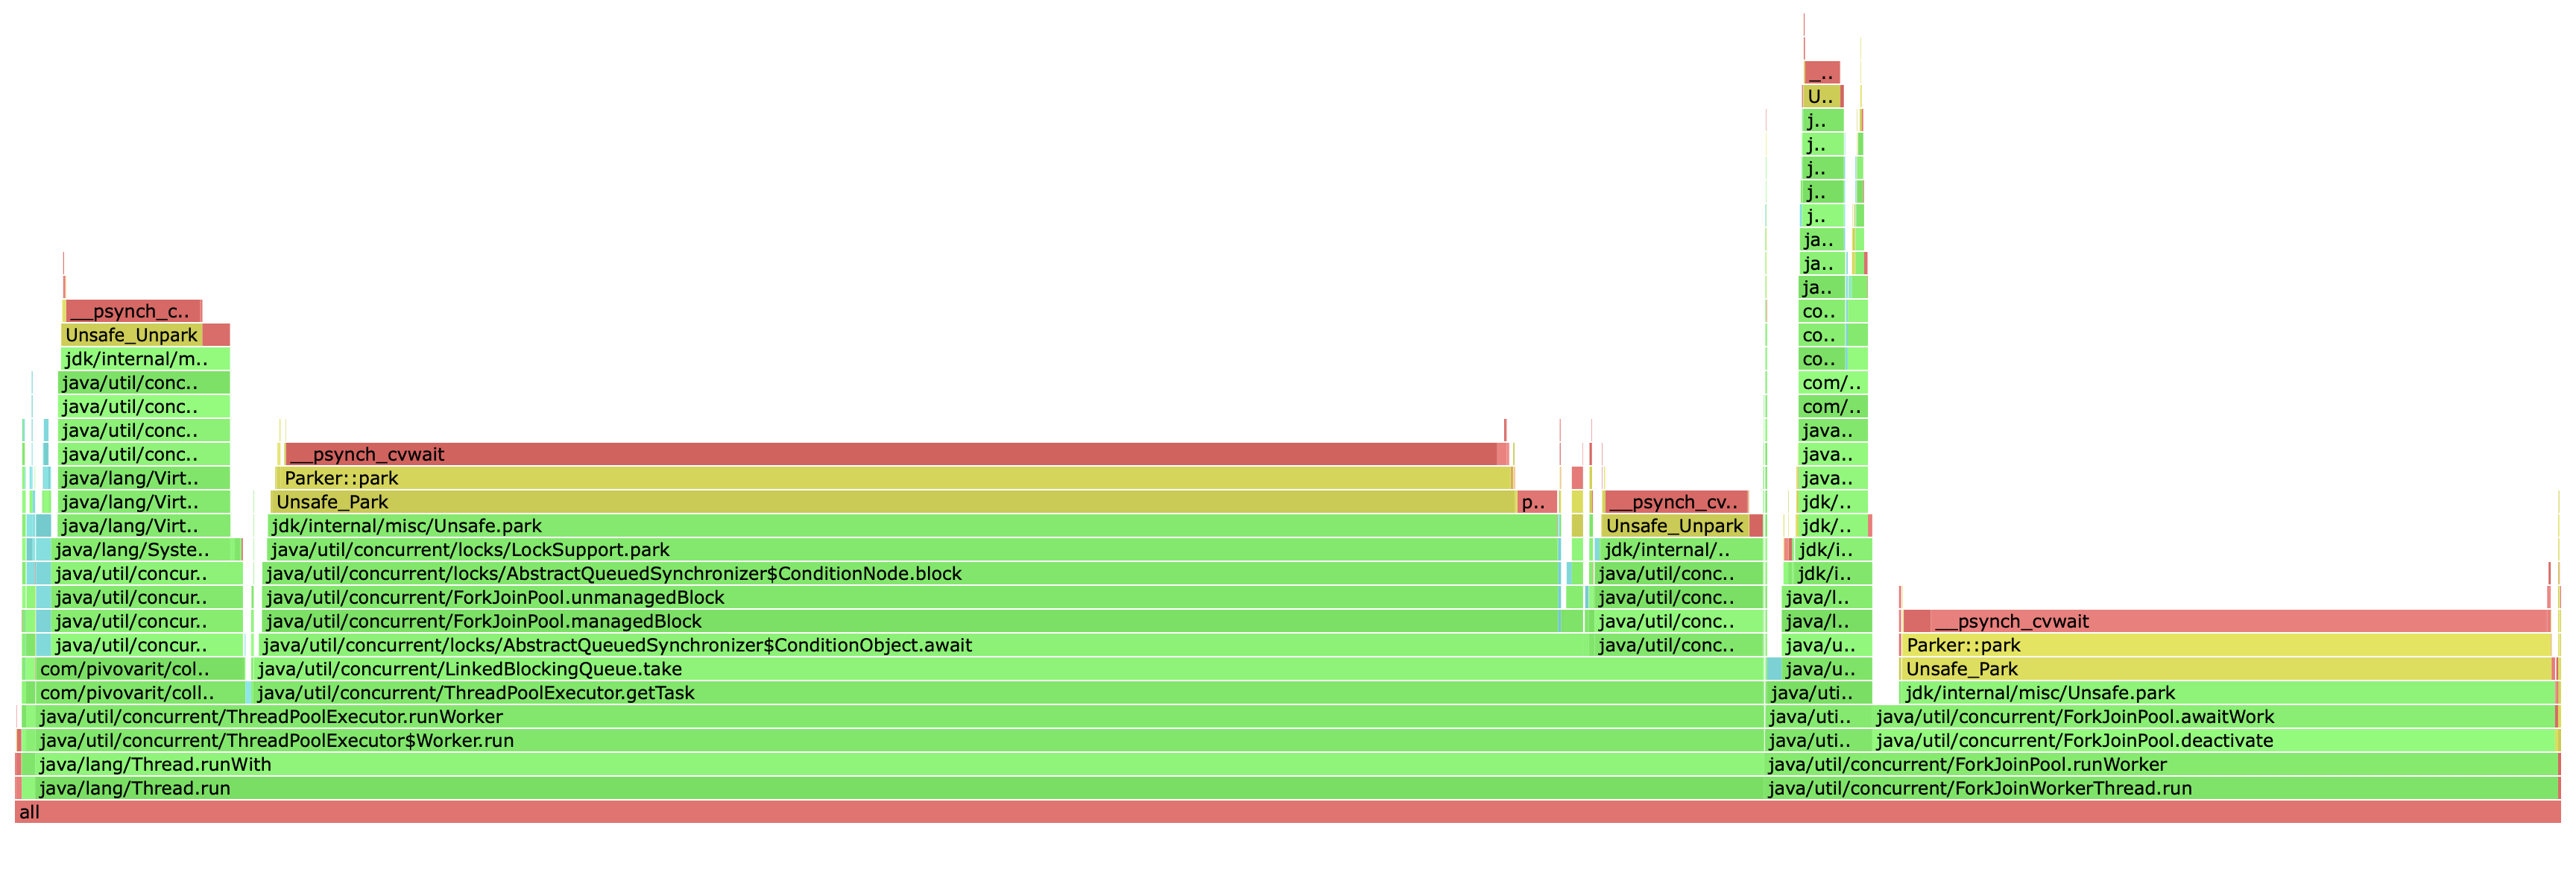 _..
U..
j..
j..
j..
j..
j..
ja..
ja..
ja..
__psynch_c.. co..
Unsafe_Unpark co..
jdk/internal/m.. co..
java/util/conc.. com/..
java/util/conc.. com/..
java/util/conc.. java..
java/util/conc.. __psynch_cvwait java..
java/lang/Virt.. Parker::park java..
java/lang/Virt.. Unsafe_Park p.. __psynch_cv.. jdk/..
java/lang/Virt.. jdk/internal/misc/Unsafe.park Unsafe_Unpark jdk/..
java/lang/Syste.. java/util/concurrent/locks/LockSupport.park jdk/internal/.. jdk/i..
java/util/concur.. java/util/concurrent/locks/AbstractQueuedSynchronizer$ConditionNode.block java/util/conc.. jdk/i..
java/util/concur.. java/util/concurrent/ForkJoinPool.unmanagedBlock java/util/conc.. java/l..
java/util/concur.. java/util/concurrent/ForkJoinPool.managedBlock java/util/conc.. java/l.. __psynch_cvwait
java/util/concur.. java/util/concurrent/locks/AbstractQueuedSynchronizer$ConditionObject.await java/util/conc.. java/u.. Parker::park
com/pivovarit/col.. java/util/concurrent/LinkedBlockingQueue.take java/u.. Unsafe_Park
com/pivovarit/coll.. java/util/concurrent/ThreadPoolExecutor.getTask java/uti.. jdk/internal/misc/Unsafe.park
java/util/concurrent/ThreadPoolExecutor.runWorker java/uti.. java/util/concurrent/ForkJoinPool.awaitWork
java/util/concurrent/ThreadPoolExecutor$Worker.run java/uti.. java/util/concurrent/ForkJoinPool.deactivate
java/lang/Thread.runWith java/util/concurrent/ForkJoinPool.runWorker
java/lang/Thread.run java/util/concurrent/ForkJoinWorkerThread.run
all